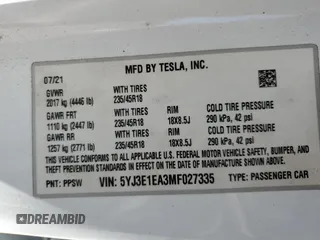 MFD BY TESLA, INC.
07/21
GVWR WITH TIRES
2017 kg (4446 lb) 235/45R18
GAWR FRT WITH TIRES RIM COLD TIRE PRESSURE
1110 kg (2447 lb) 235/45R18 18X8.5J 290 kPa, 42 psi
GAWR RR WITH TIRES RIM COLD TIRE PRESSURE
1257 kg (2771 lb) 235/45R18 18X8.5J 290 kPa, 42 psi
THIS VEHICLE CONFORMS TO ALL APPLICABLE U.S. FEDERAL MOTOR VEHICLE SAFETY, BUMPER,
AND THEFT PREVENTION STANDARDS IN EFFECT ON THE DATE OF MANUFACTURE SHOWN ABOVE.
PNT: PPSW VIN: 5YJ3E1EA3MF027335 TYPE: PASSENGER CAR
DREAMBID